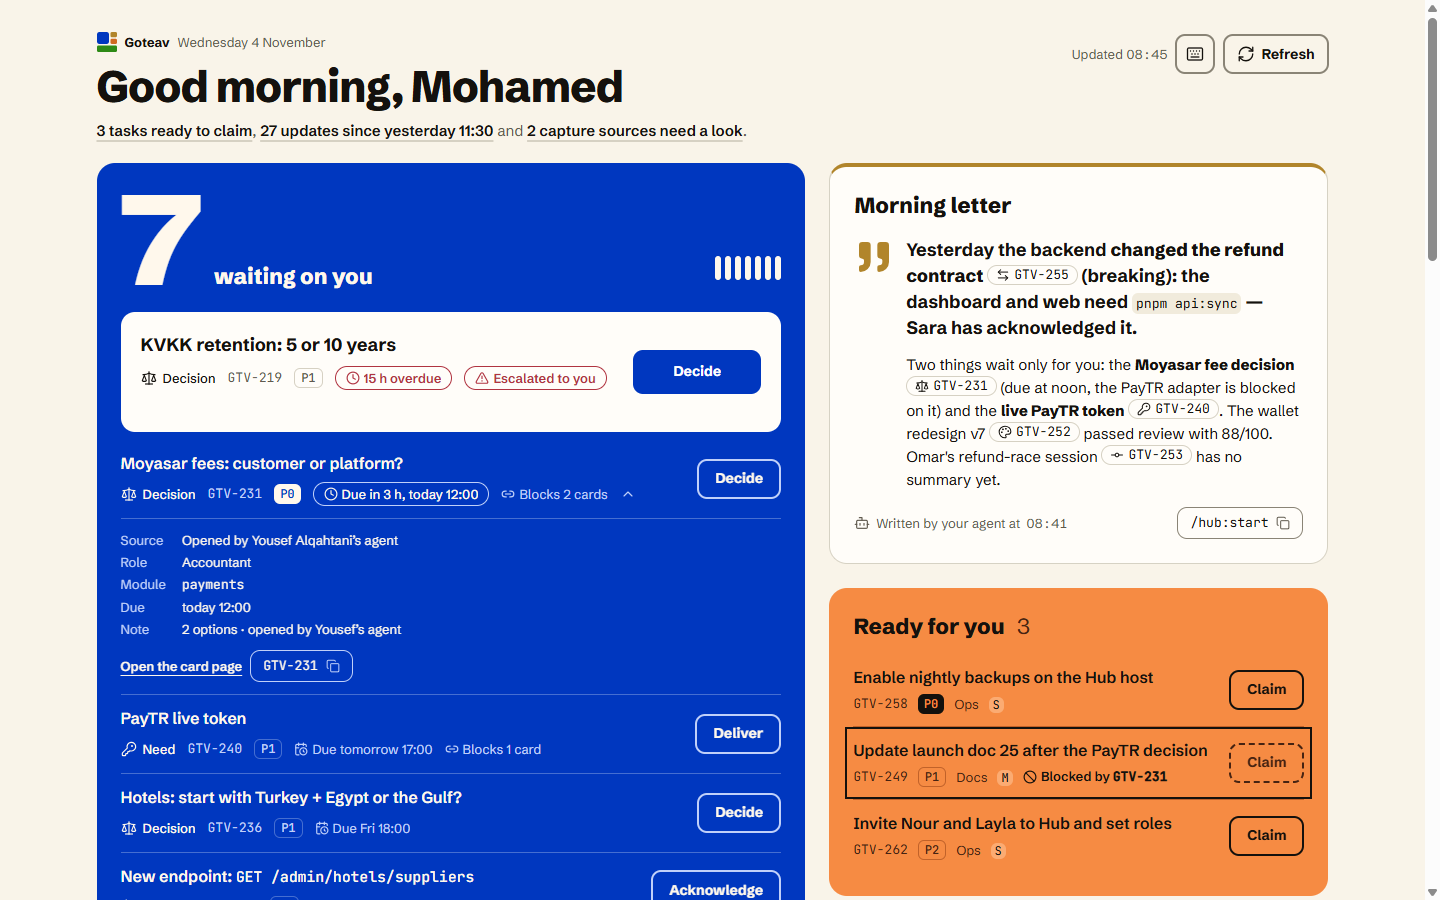 Goteav Wednesday 4 November
Good morning, Mohamed
3 tasks ready to claim, 27 updates since yesterday 11:30 and 2 capture sources need a look.
Updated 08:45
Refresh
7 waiting on you
KVKK retention: 5 or 10 years
Decision GTV-219 P1 15 h overdue Escalated to you
Decide
Moyasar fees: customer or platform?
Decision GTV-231 P0 Due in 3 h, today 12:00 Blocks 2 cards
Decide
Source Opened by Yousef Alqahtani's agent
Role Accountant
Module payments
Due today 12:00
Note 2 options · opened by Yousef's agent
Open the card page GTV-231
PayTR live token
Need GTV-240 P1 Due tomorrow 17:00 Blocks 1 card
Deliver
Hotels: start with Turkey + Egypt or the Gulf?
Decision GTV-236 P1 Due Fri 18:00
Decide
New endpoint: GET /admin/hotels/suppliers
Acknowledge
Morning letter
Yesterday the backend changed the refund
contract GTV-255 (breaking): the
dashboard and web need pnpm api:sync —
Sara has acknowledged it.
Two things wait only for you: the Moyasar fee decision
GTV-231 (due at noon, the PayTR adapter is blocked
on it) and the live PayTR token GTV-240. The wallet
redesign v7 GTV-252 passed review with 88/100.
Omar's refund-race session GTV-253 has no
summary yet.
Written by your agent at 08:41
/hub:start
Ready for you 3
Enable nightly backups on the Hub host
GTV-258 P0 Ops S
Claim
Update launch doc 25 after the PayTR decision
GTV-249 P1 Docs M Blocked by GTV-231
Claim
Invite Nour and Layla to Hub and set roles
GTV-262 P2 Ops S
Claim